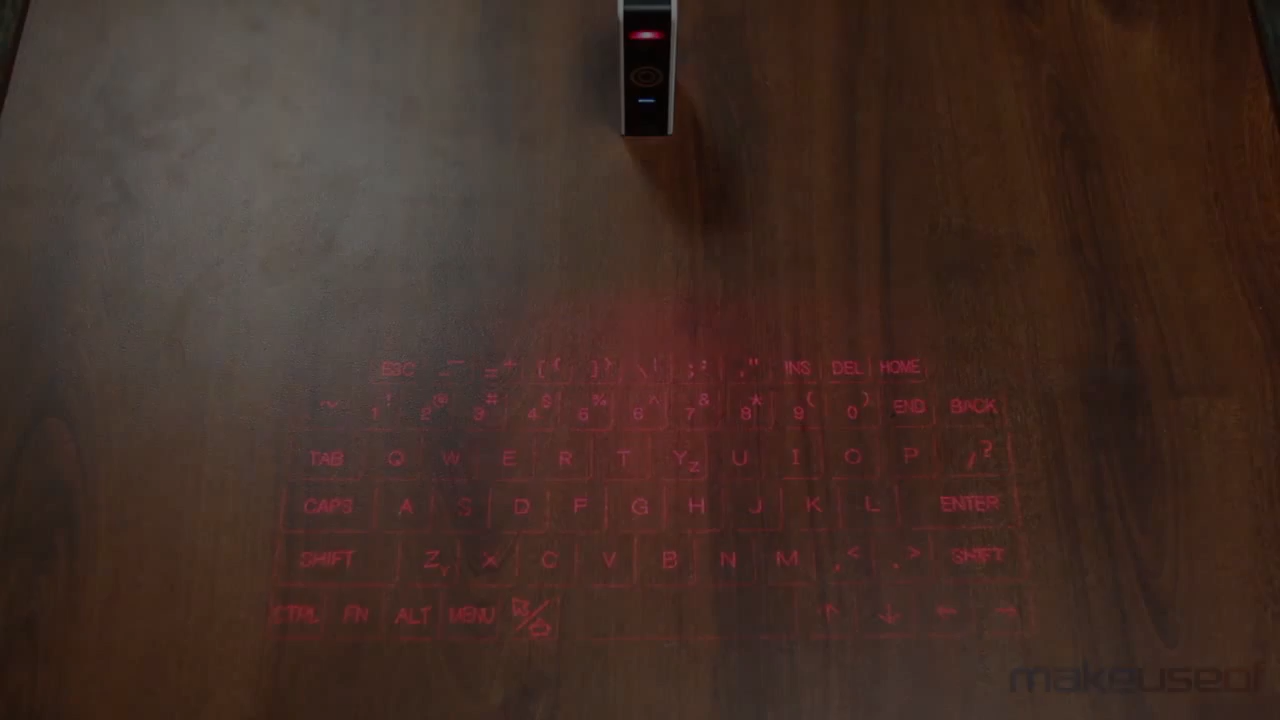 ESC - _ = + [ { ] } \ | ; : , " INS DEL HOME
~ 1 ! 2 @ 3 # 4 $ 5 % 6 ^ 7 & 8 * 9 ( 0 ) END BACK
TAB Q W E R T Y Z U I O P / ?
CAPS A S D F G H J K L ENTER
SHIFT Z Y X C V B N M , < . > SHIFT
CTRL FN ALT MENU ↑ ↓ ← →
makeuseof